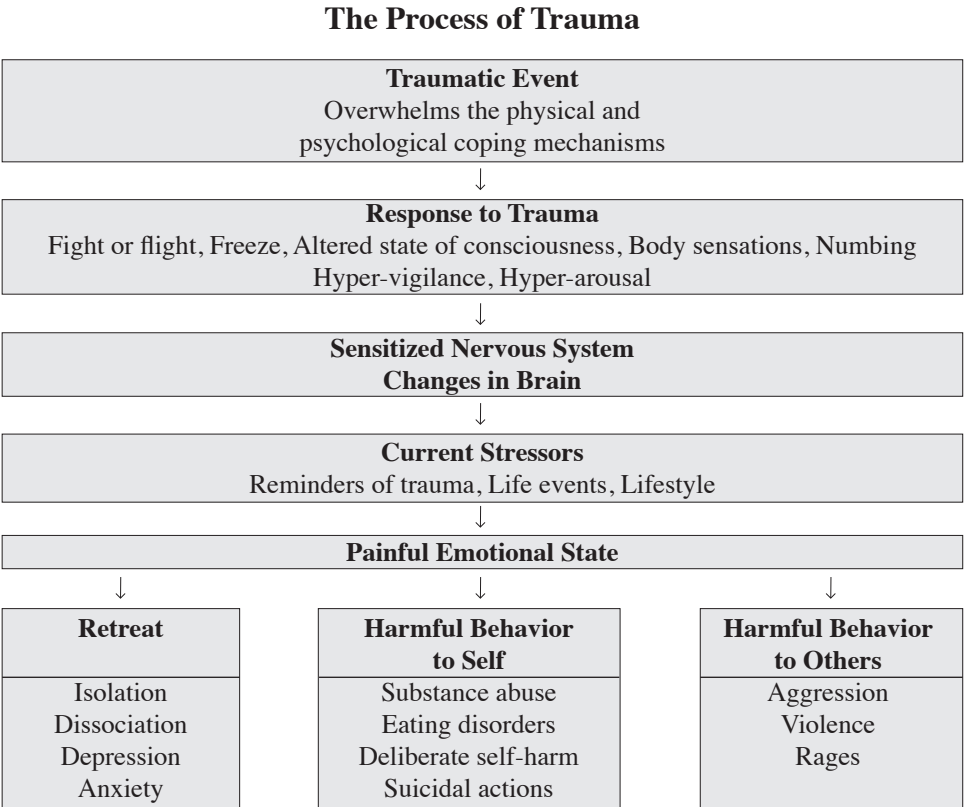 The Process of Trauma
Traumatic Event
Overwhelms the physical and
psychological coping mechanisms
Response to Trauma
Fight or flight, Freeze, Altered state of consciousness, Body sensations, Numbing
Hyper-vigilance, Hyper-arousal
Sensitized Nervous System
Changes in Brain
Current Stressors
Reminders of trauma, Life events, Lifestyle
Painful Emotional State
Retreat
Isolation
Dissociation
Depression
Anxiety
Harmful Behavior
to Self
Substance abuse
Eating disorders
Deliberate self-harm
Suicidal actions
Harmful Behavior
to Others
Aggression
Violence
Rages